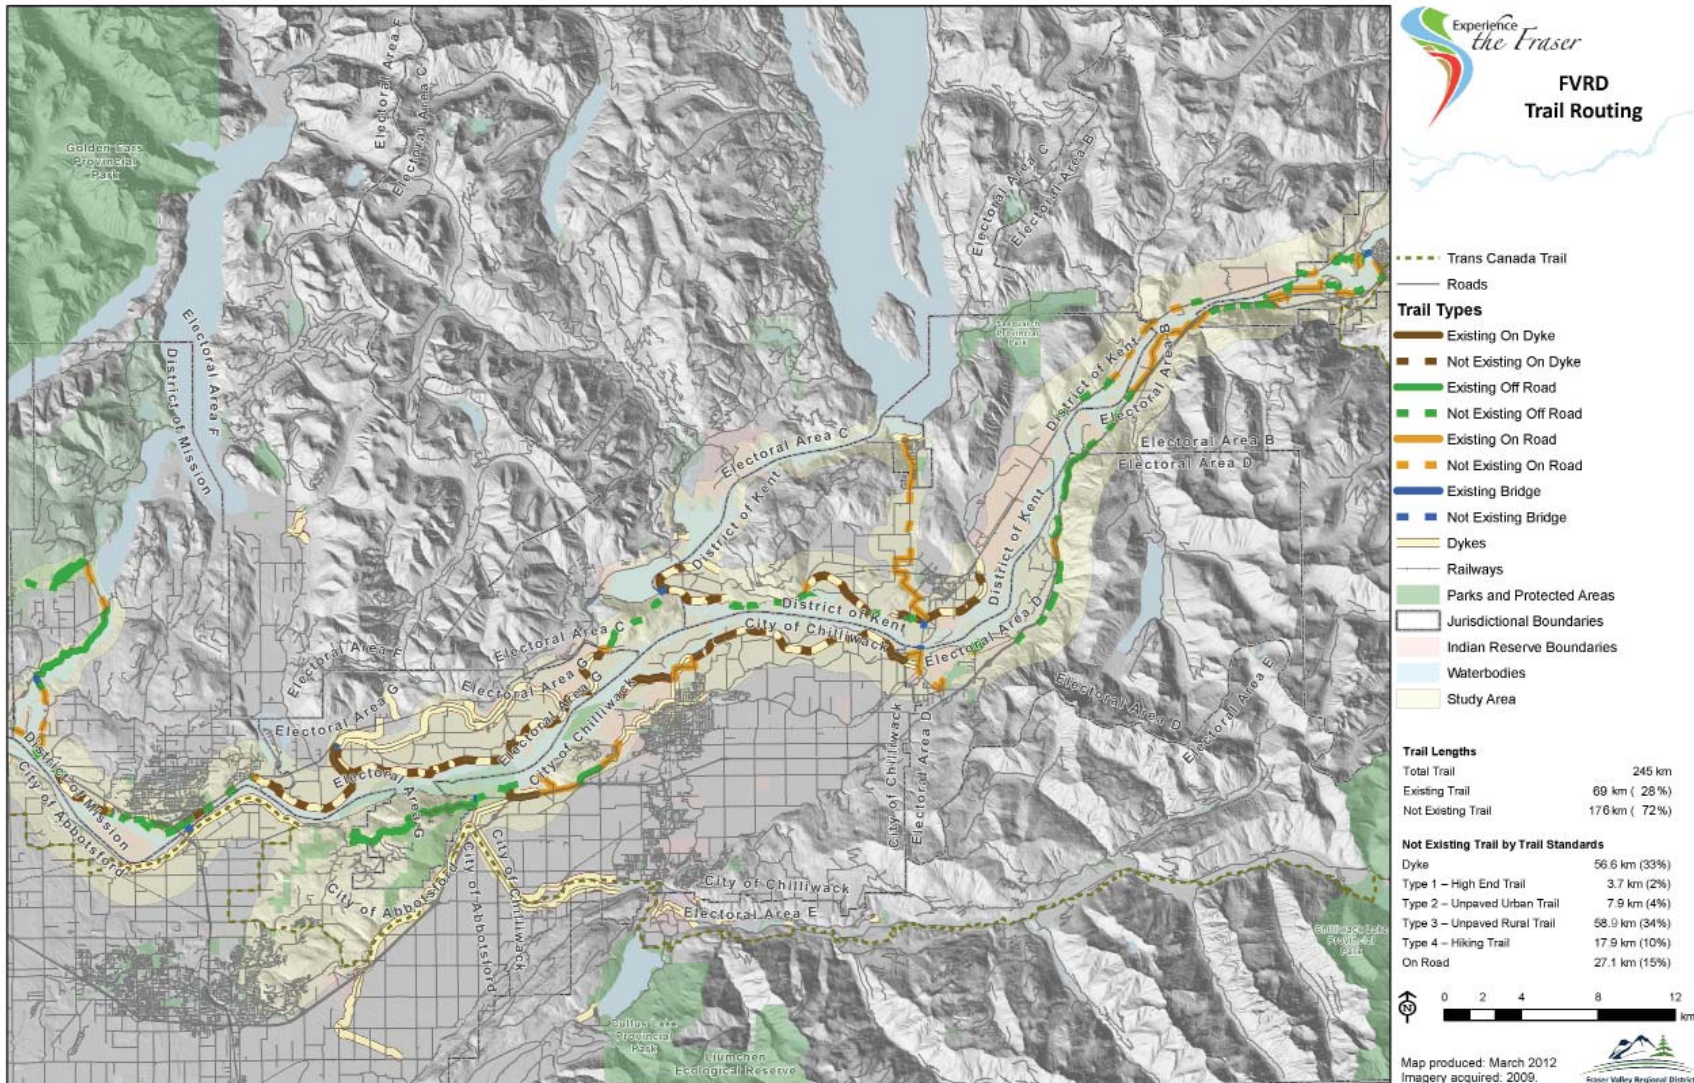 Experience
the Fraser
FVRD
Trail Routing
Trans Canada Trail
Roads
Trail Types
Existing On Dyke
Not Existing On Dyke
Existing Off Road
Not Existing Off Road
Existing On Road
Not Existing On Road
Existing Bridge
Not Existing Bridge
Dykes
Railways
Parks and Protected Areas
Jurisdictional Boundaries
Indian Reserve Boundaries
Waterbodies
Study Area
Trail Lengths
Total Trail 245 km
Existing Trail 69 km ( 28%)
Not Existing Trail 176 km ( 72%)
Not Existing Trail by Trail Standards
Dyke 56.6 km (33%)
Type 1 – High End Trail 3.7 km (2%)
Type 2 – Unpaved Urban Trail 7.9 km (4%)
Type 3 – Unpaved Rural Trail 58.9 km (34%)
Type 4 – Hiking Trail 17.9 km (10%)
On Road 27.1 km (15%)
N
0 2 4 8 12
km
Map produced: March 2012
Imagery acquired: 2009.
Fraser Valley Regional District
Golden Ears
Provincial
Park
Electoral Area F
Electoral Area C
Electoral Area F
District of Mission
Electoral Area C
Electoral Area B
Sasquatch
Provincial
Park
District of Kent
Electoral Area B
Electoral Area B
Electoral Area D
Electoral Area C
District of Kent
District of Kent
District of Kent
City of Chilliwack
Electoral Area D
Electoral Area C
Electoral Area F
Electoral Area G
Electoral Area G
Electoral Area G
City of Chilliwack
Electoral Area G
Electoral Area D
Electoral Area E
City of Chilliwack
Electoral Area D
District of Mission
City of Abbotsford
City of Abbotsford
City of Abbotsford
City of Chilliwack
City of Chilliwack
Electoral Area E
Chilliwack Lake
Provincial
Park
Cultus Lake
Provincial
Park
Liumchen
Ecological Reserve